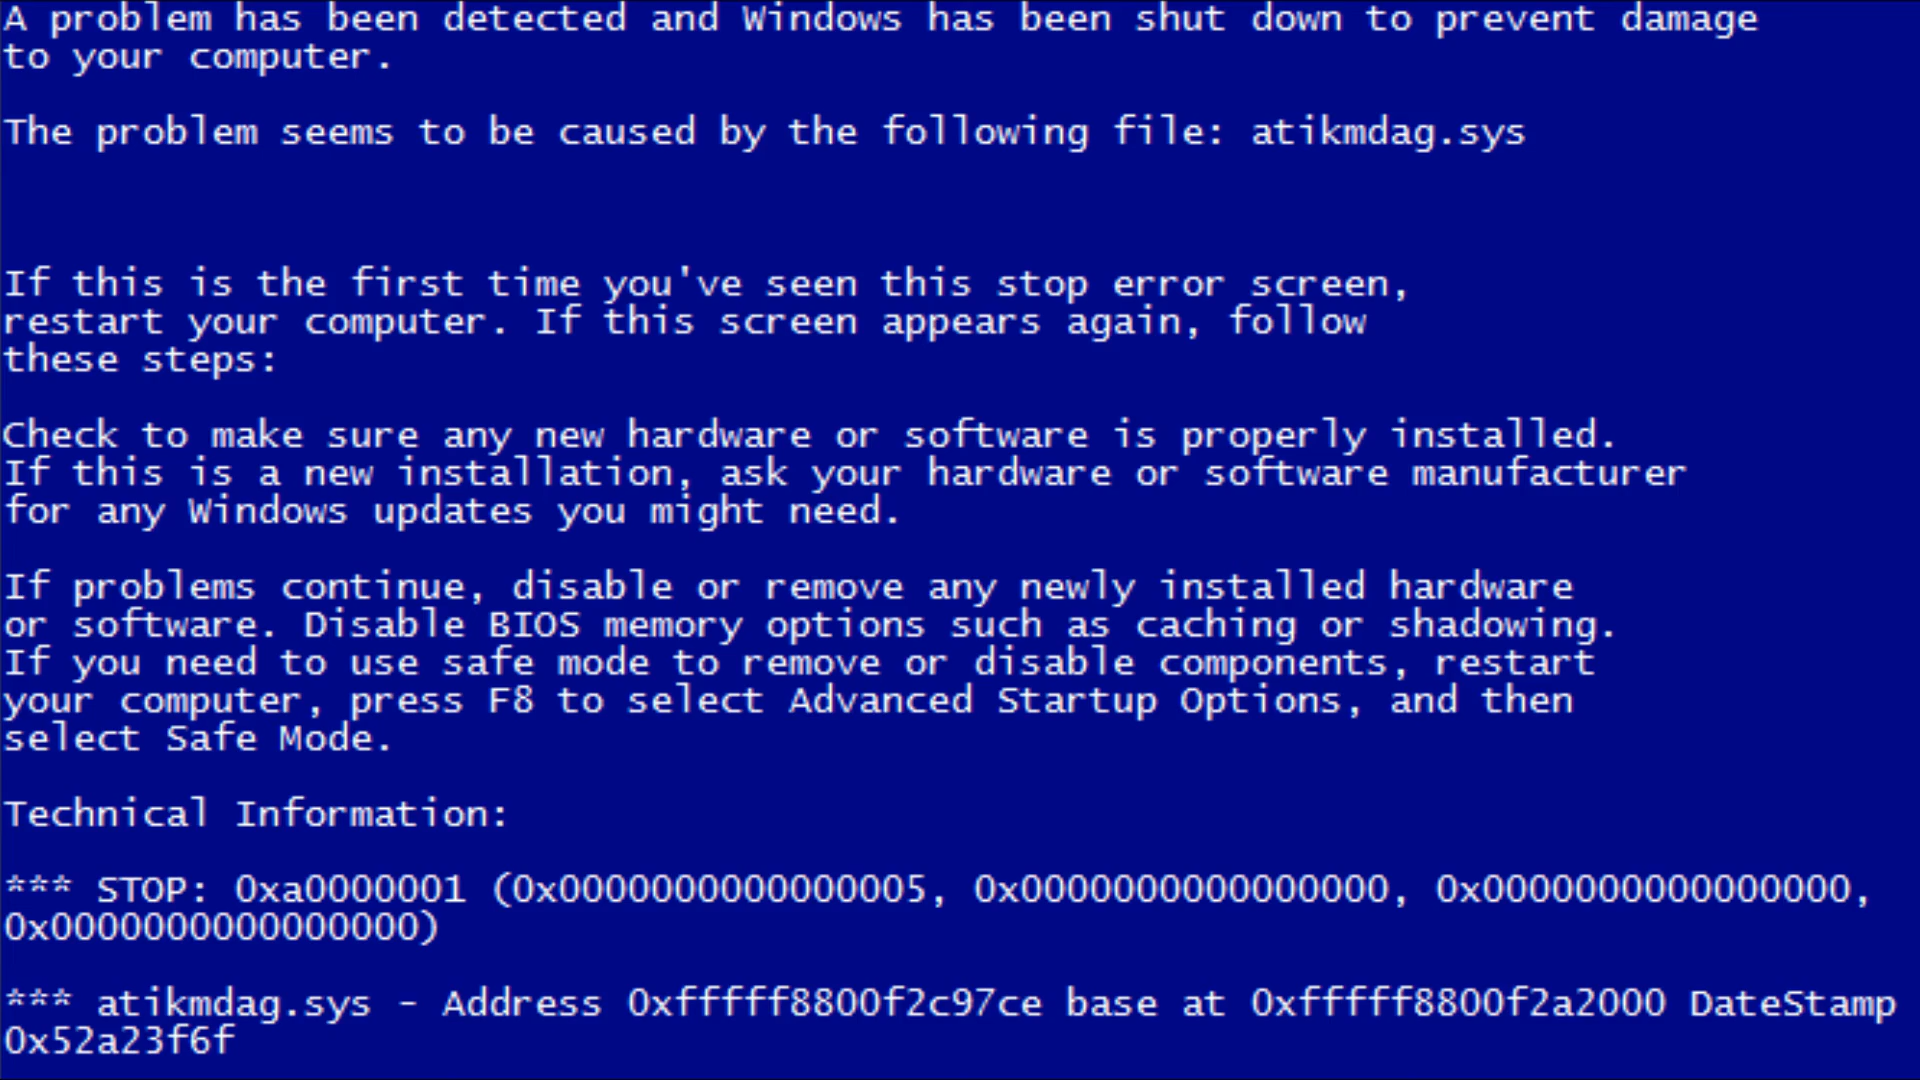 A problem has been detected and Windows has been shut down to prevent damage
to your computer.
The problem seems to be caused by the following file: atikmdag.sys
If this is the first time you've seen this stop error screen,
restart your computer. If this screen appears again, follow
these steps:
Check to make sure any new hardware or software is properly installed.
If this is a new installation, ask your hardware or software manufacturer
for any Windows updates you might need.
If problems continue, disable or remove any newly installed hardware
or software. Disable BIOS memory options such as caching or shadowing.
If you need to use safe mode to remove or disable components, restart
your computer, press F8 to select Advanced Startup Options, and then
select Safe Mode.
Technical Information:
*** STOP: 0xa0000001 (0x0000000000000005, 0x0000000000000000, 0x0000000000000000,
0x0000000000000000)
*** atikmdag.sys - Address 0xfffff8800f2c97ce base at 0xfffff8800f2a2000 DateStamp
0x52a23f6f